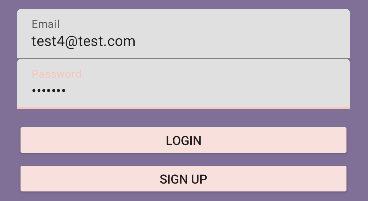 Email
test4@test.com
Password
•••••••
LOGIN
SIGN UP